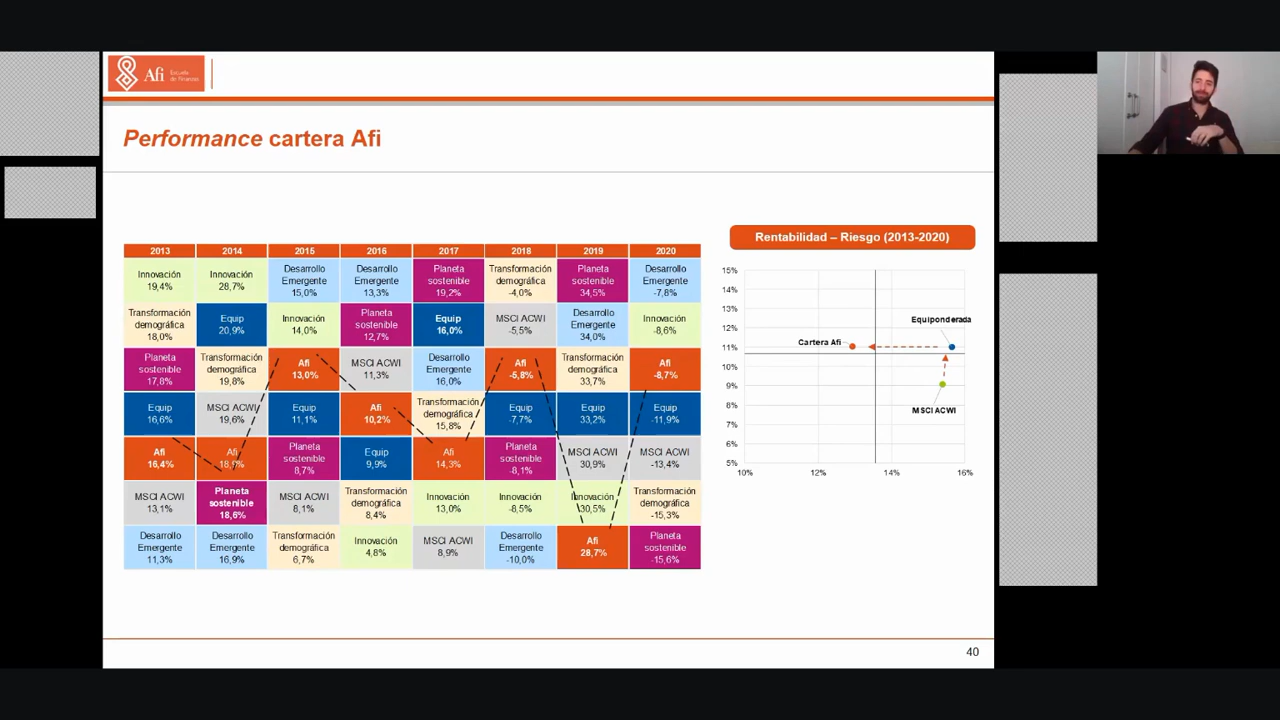 Afi
Escuela
de Finanzas
Performance cartera Afi
2013 2014 2015 2016 2017 2018 2019 2020
Innovación
19,4%
Innovación
28,7%
Desarrollo
Emergente
15,0%
Desarrollo
Emergente
13,3%
Planeta
sostenible
19,2%
Transformación
demográfica
-4,0%
Planeta
sostenible
34,5%
Desarrollo
Emergente
-7,8%
Transformación
demográfica
18,0%
Equip
20,9%
Innovación
14,0%
Planeta
sostenible
12,7%
Equip
16,0%
MSCI ACWI
-5,5%
Desarrollo
Emergente
34,0%
Innovación
-8,6%
Planeta
sostenible
17,8%
Transformación
demográfica
19,8%
Afi
13,0%
MSCI ACWI
11,3%
Desarrollo
Emergente
16,0%
Afi
-5,8%
Transformación
demográfica
33,7%
Afi
-8,7%
Equip
16,6%
MSCI ACWI
19,6%
Equip
11,1%
Afi
10,2%
Transformación
demográfica
15,8%
Equip
-7,7%
Equip
33,2%
Equip
-11,9%
Afi
16,4%
Afi
Planeta
sostenible
8,7%
Equip
9,9%
Afi
14,3%
Planeta
sostenible
-8,1%
MSCI ACWI
30,9%
MSCI ACWI
-13,4%
MSCI ACWI
13,1%
Planeta
sostenible
18,6%
MSCI ACWI
8,1%
Transformación
demográfica
8,4%
Innovación
13,0%
Innovación
-8,5%
Innovación
30,5%
Transformación
demográfica
-15,3%
Desarrollo
Emergente
11,3%
Desarrollo
Emergente
16,9%
Transformación
demográfica
6,7%
Innovación
4,8%
MSCI ACWI
8,9%
Desarrollo
Emergente
-10,0%
Afi
28,7%
Planeta
sostenible
-15,6%
Rentabilidad – Riesgo (2013-2020)
15%
14%
13%
12%
11%
10%
9%
8%
7%
6%
5%
Equiponderada
Cartera Afi
MSCI ACWI
10% 12% 14% 16%
40